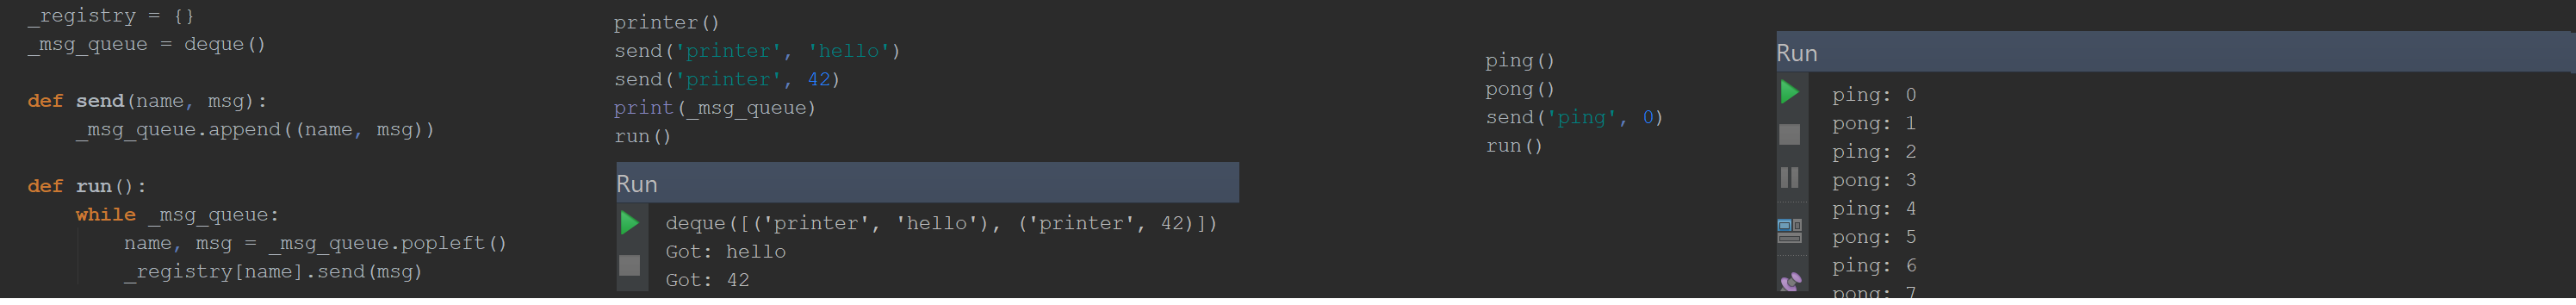 _registry = {}
_msg_queue = deque()
def send(name, msg):
_msg_queue.append((name, msg))
def run():
while _msg_queue:
name, msg = _msg_queue.popleft()
_registry[name].send(msg)
printer()
send('printer', 'hello')
send('printer', 42)
print(_msg_queue)
run()
Run
deque([('printer', 'hello'), ('printer', 42)])
Got: hello
Got: 42
ping()
pong()
send('ping', 0)
run()
Run
ping: 0
pong: 1
ping: 2
pong: 3
ping: 4
pong: 5
ping: 6
pong: 7